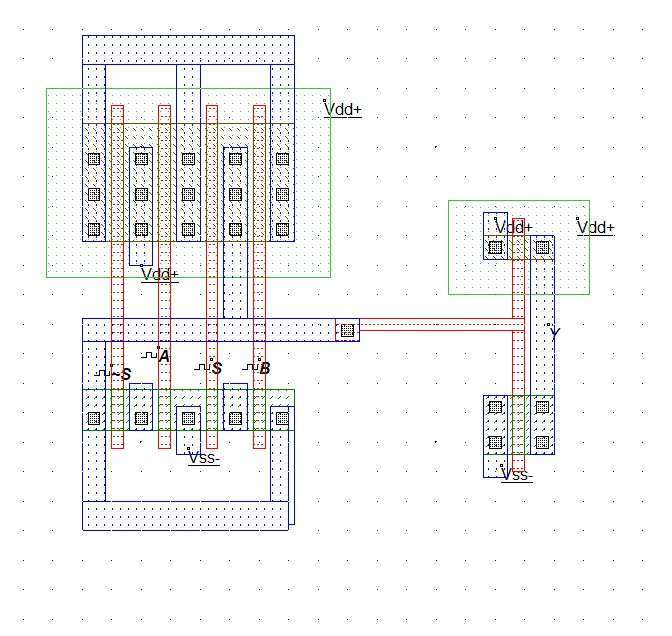 Vdd+
Vdd+
Vdd+
Vdd+
Y
A
~S
S
B
Vss-
Vss-